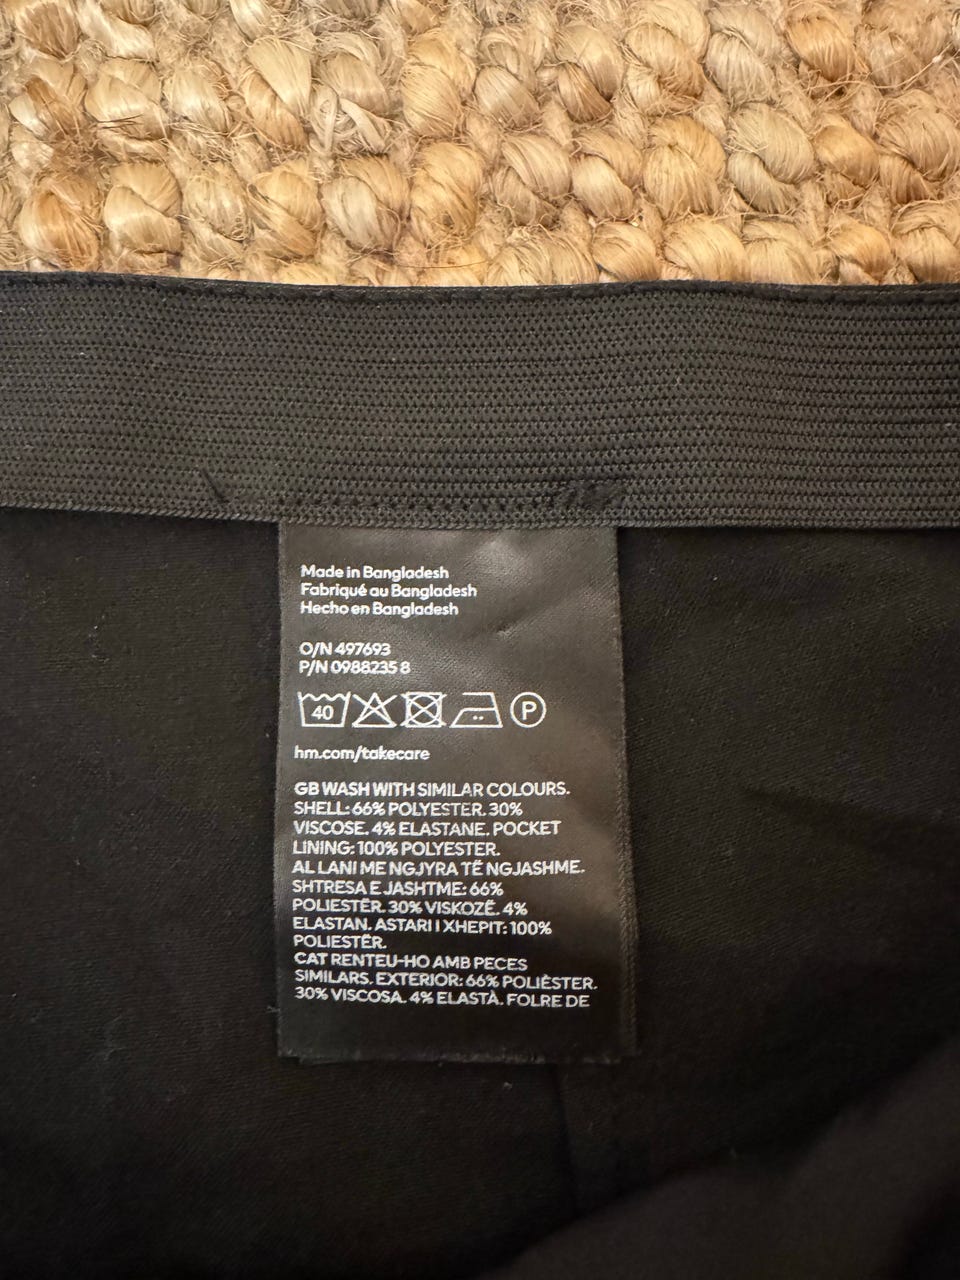 Made in Bangladesh
Fabriqué au Bangladesh
Hecho en Bangladesh
O/N 497693
P/N 0988235 8
40 P
hm.com/takecare
GB WASH WITH SIMILAR COLOURS.
SHELL: 66% POLYESTER. 30%
VISCOSE. 4% ELASTANE. POCKET
LINING: 100% POLYESTER.
AL LANI ME NGJYRA TË NGJASHME.
SHTRESA E JASHTME: 66%
POLIESTËR. 30% VISKOZË. 4%
ELASTAN. ASTARI I XHEPIT: 100%
POLIESTËR.
CAT RENTEU-HO AMB PECES
SIMILARS. EXTERIOR: 66% POLIÈSTER.
30% VISCOSA. 4% ELASTÀ. FOLRE DE